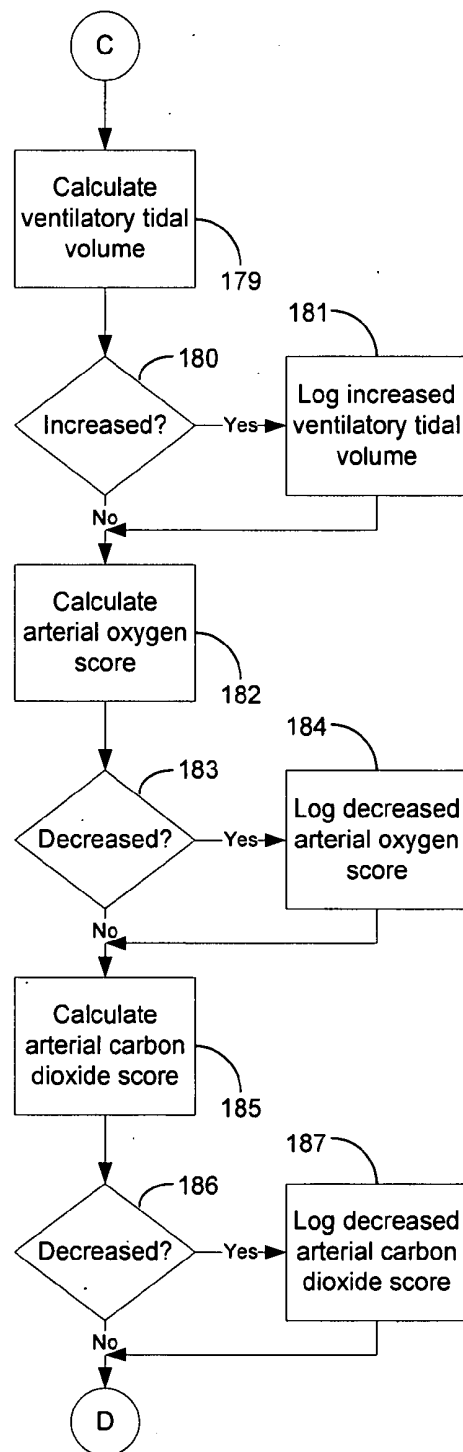 C
Calculate
ventilatory tidal
volume
179
180
181
Increased?
Yes
Log increased
ventilatory tidal
volume
No
Calculate
arterial oxygen
score
182
183
184
Decreased?
Yes
Log decreased
arterial oxygen
score
No
Calculate
arterial carbon
dioxide score
185
186
187
Decreased?
Yes
Log decreased
arterial carbon
dioxide score
No
D